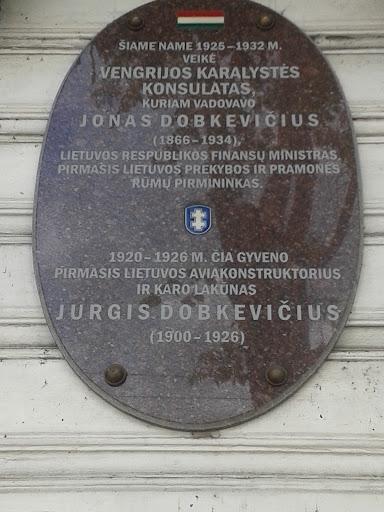 ŠIAME NAME 1925–1932 M.
VEIKĖ
VENGRIJOS KARALYSTĖS
KONSULATAS,
KURIAM VADOVAVO
JONAS DOBKEVIČIUS
(1866–1934),
LIETUVOS RESPUBLIKOS FINANSŲ MINISTRAS,
PIRMASIS LIETUVOS PREKYBOS IR PRAMONĖS
RŪMŲ PIRMININKAS.
1920–1926 M. ČIA GYVENO
PIRMASIS LIETUVOS AVIAKONSTRUKTORIUS
IR KARO LAKŪNAS
JURGIS DOBKEVIČIUS
(1900–1926)